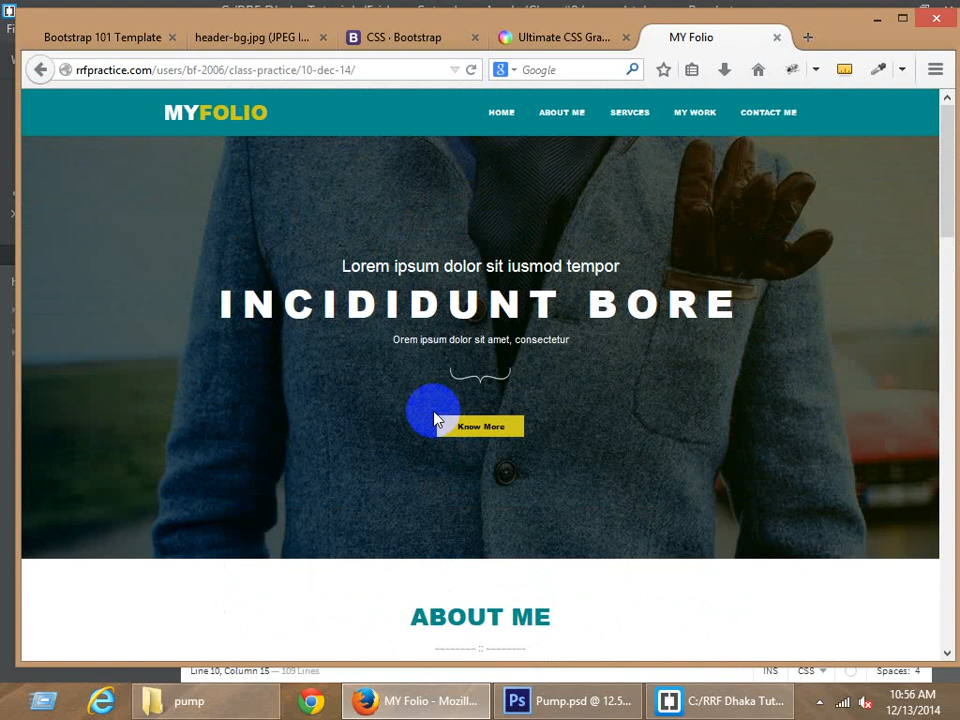 Bootstrap 101 Template
header-bg.jpg (JPEG I...
CSS · Bootstrap
Ultimate CSS Gra...
MY Folio
rrfpractice.com/users/bf-2006/class-practice/10-dec-14/
Google
MYFOLIO
HOME
ABOUT ME
SERVCES
MY WORK
CONTACT ME
Lorem ipsum dolor sit iusmod tempor
INCIDIDUNT BORE
Orem ipsum dolor sit amet, consectetur
Know More
ABOUT ME
Line 10, Column 15 — 109 Lines
INS
CSS
Spaces: 4
pump
MY Folio - Mozill...
Pump.psd @ 12.5...
C:/RRF Dhaka Tut...
10:56 AM
12/13/2014